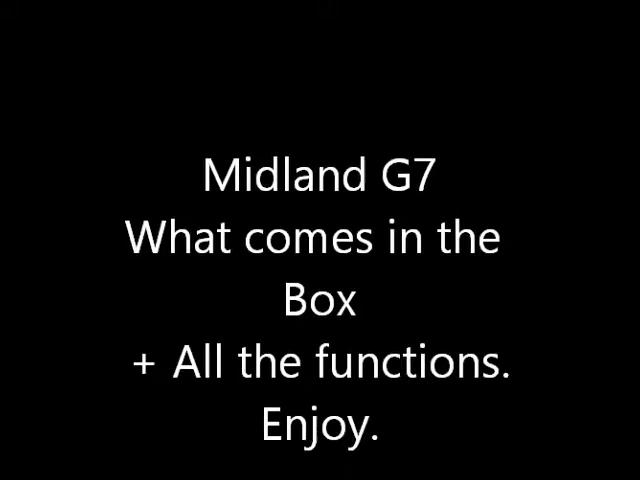 Midland G7
What comes in the
Box
+ All the functions.
Enjoy.